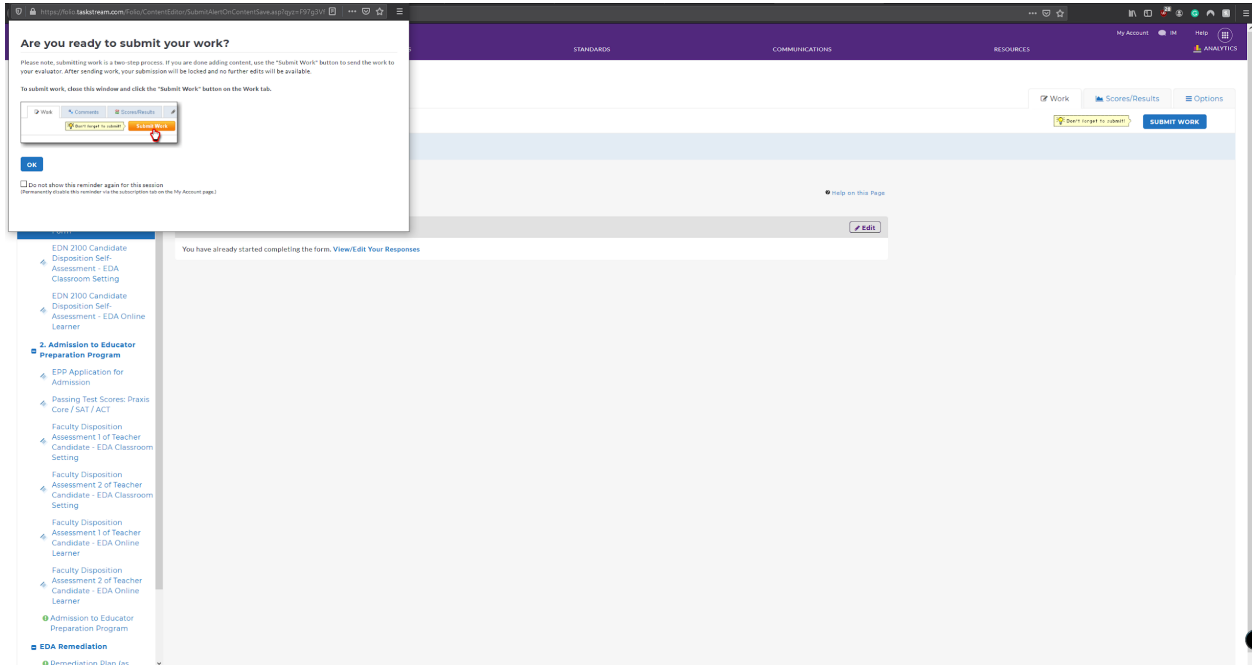 https://folio.taskstream.com/Folio/ContentEditor/SubmitAlertOnContentSave.asp?qyz=F97g3V
Are you ready to submit your work?
Please note, submitting work is a two-step process. If you are done adding content, use the "Submit Work" button to send the work to
your evaluator. After sending work, your submission will be locked and no further edits will be available.
To submit work, close this window and click the "Submit Work" button on the Work tab.
Work Comments Scores/Results
Don't forget to submit! Submit Work
OK
Do not show this reminder again for this session
(Permanently disable this reminder via the subscription tab on the My Account page.)
28
My Account IM Help
STANDARDS COMMUNICATIONS RESOURCES ANALYTICS
Work Scores/Results Options
Don't forget to submit! SUBMIT WORK
Help on this Page
Edit
You have already started completing the form. View/Edit Your Responses
Form
EDN 2100 Candidate
Disposition Self-
Assessment - EDA
Classroom Setting
EDN 2100 Candidate
Disposition Self-
Assessment - EDA Online
Learner
2. Admission to Educator
Preparation Program
EPP Application for
Admission
Passing Test Scores: Praxis
Core / SAT / ACT
Faculty Disposition
Assessment 1 of Teacher
Candidate - EDA Classroom
Setting
Faculty Disposition
Assessment 2 of Teacher
Candidate - EDA Classroom
Setting
Faculty Disposition
Assessment 1 of Teacher
Candidate - EDA Online
Learner
Faculty Disposition
Assessment 2 of Teacher
Candidate - EDA Online
Learner
Admission to Educator
Preparation Program
EDA Remediation
Remediation Plan (as